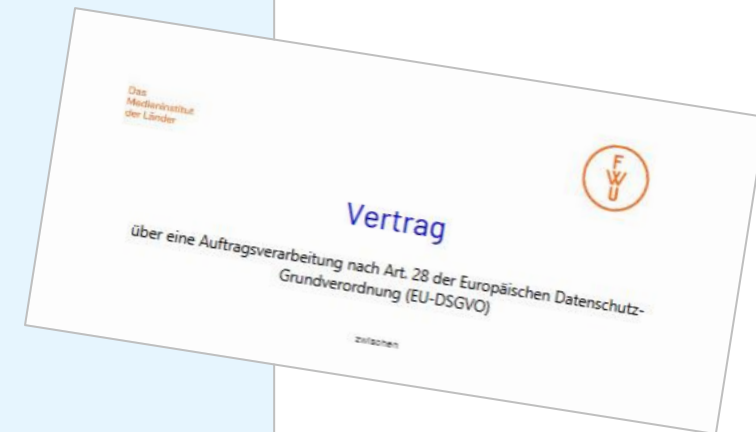 Das
Medieninstitut
der Länder
F
W
U
Vertrag
über eine Auftragsverarbeitung nach Art. 28 der Europäischen Datenschutz-
Grundverordnung (EU-DSGVO)
zwischen